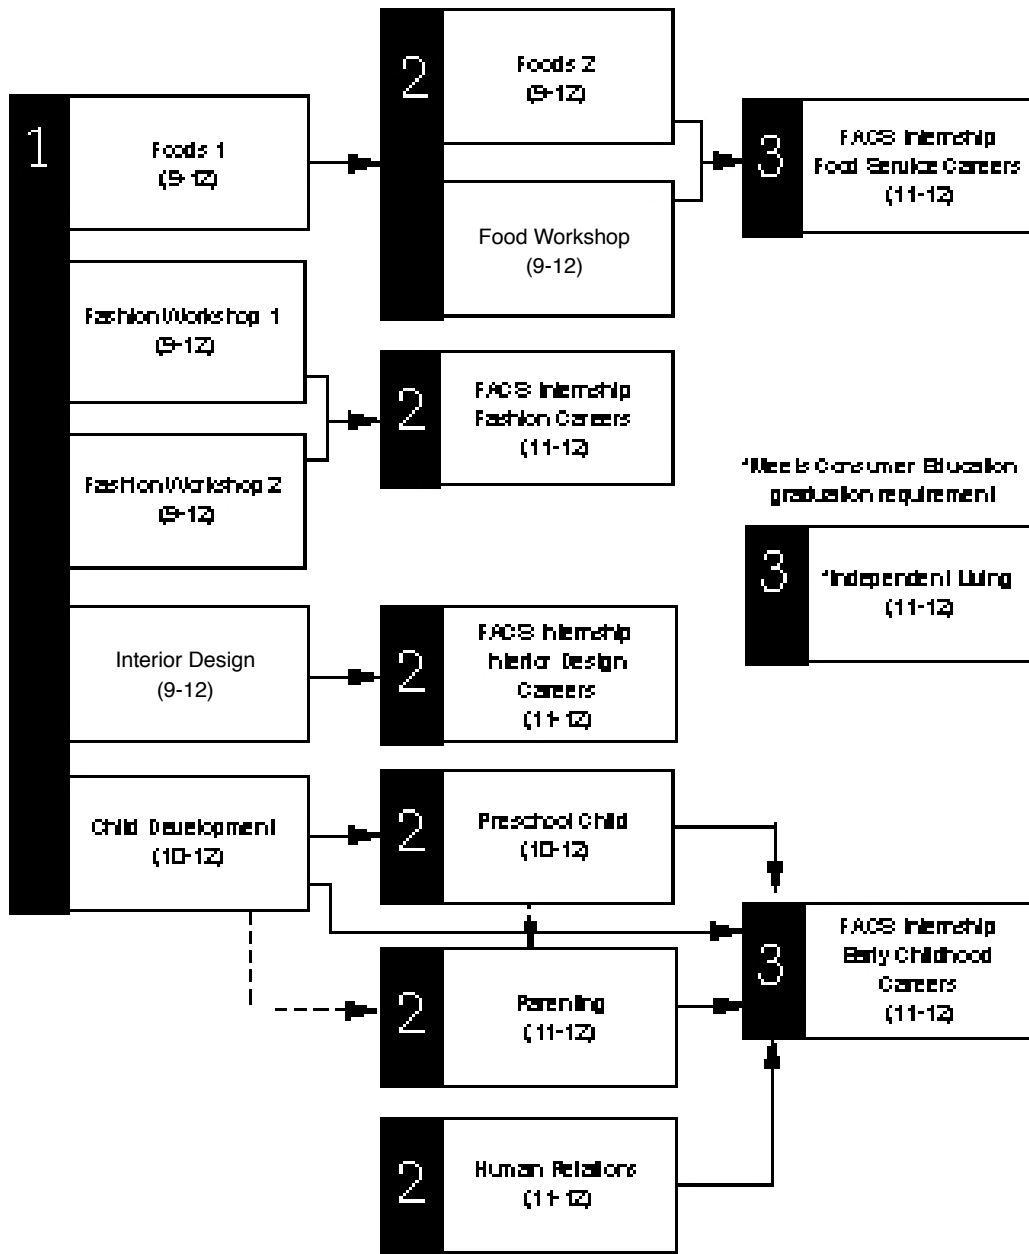 1
Foods 1
(9-12)
2
Foods 2
(9-12)
Food Workshop
(9-12)
3
FACS Internship
Food Service Careers
(11-12)
Fashion Workshop 1
(9-12)
Fashion Workshop 2
(9-12)
2
FACS Internship
Fashion Careers
(11-12)
*Meets Consumer Education
graduation requirement
3
*Independent Living
(11-12)
Interior Design
(9-12)
2
FACS Internship
Interior Design
Careers
(11-12)
Child Development
(10-12)
2
Preschool Child
(10-12)
2
Parenting
(11-12)
3
FACS Internship
Early Childhood
Careers
(11-12)
2
Human Relations
(11-12)